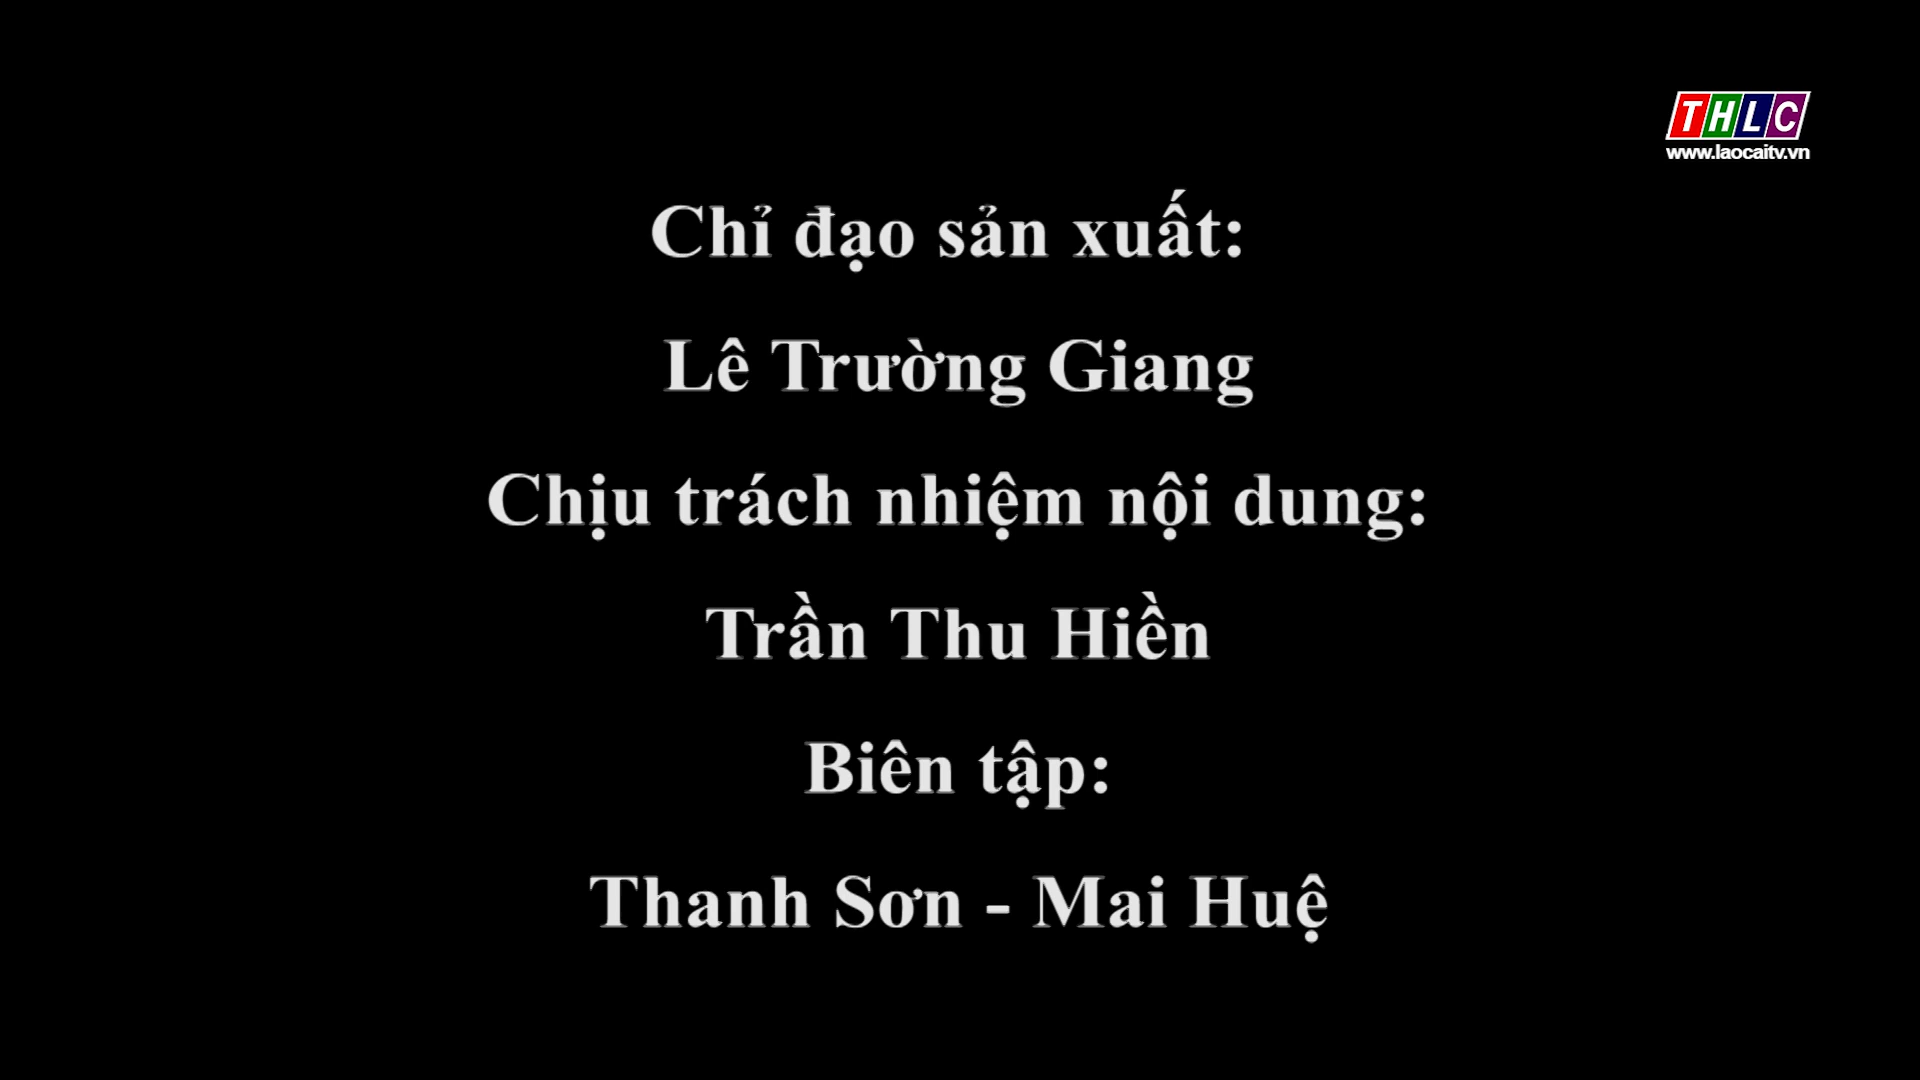 THLC
www.laocaitv.vn
Chỉ đạo sản xuất:
Lê Trường Giang
Chịu trách nhiệm nội dung:
Trần Thu Hiền
Biên tập:
Thanh Sơn - Mai Huệ